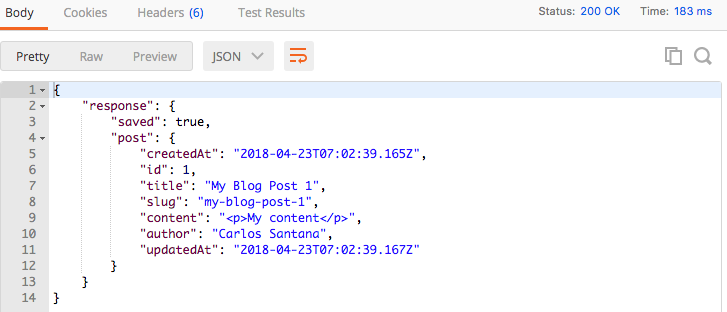 Body Cookies Headers (6) Test Results Status: 200 OK Time: 183 ms
Pretty Raw Preview JSON
1 {
2 "response": {
3 "saved": true,
4 "post": {
5 "createdAt": "2018-04-23T07:02:39.165Z",
6 "id": 1,
7 "title": "My Blog Post 1",
8 "slug": "my-blog-post-1",
9 "content": "<p>My content</p>",
10 "author": "Carlos Santana",
11 "updatedAt": "2018-04-23T07:02:39.167Z"
12 }
13 }
14 }